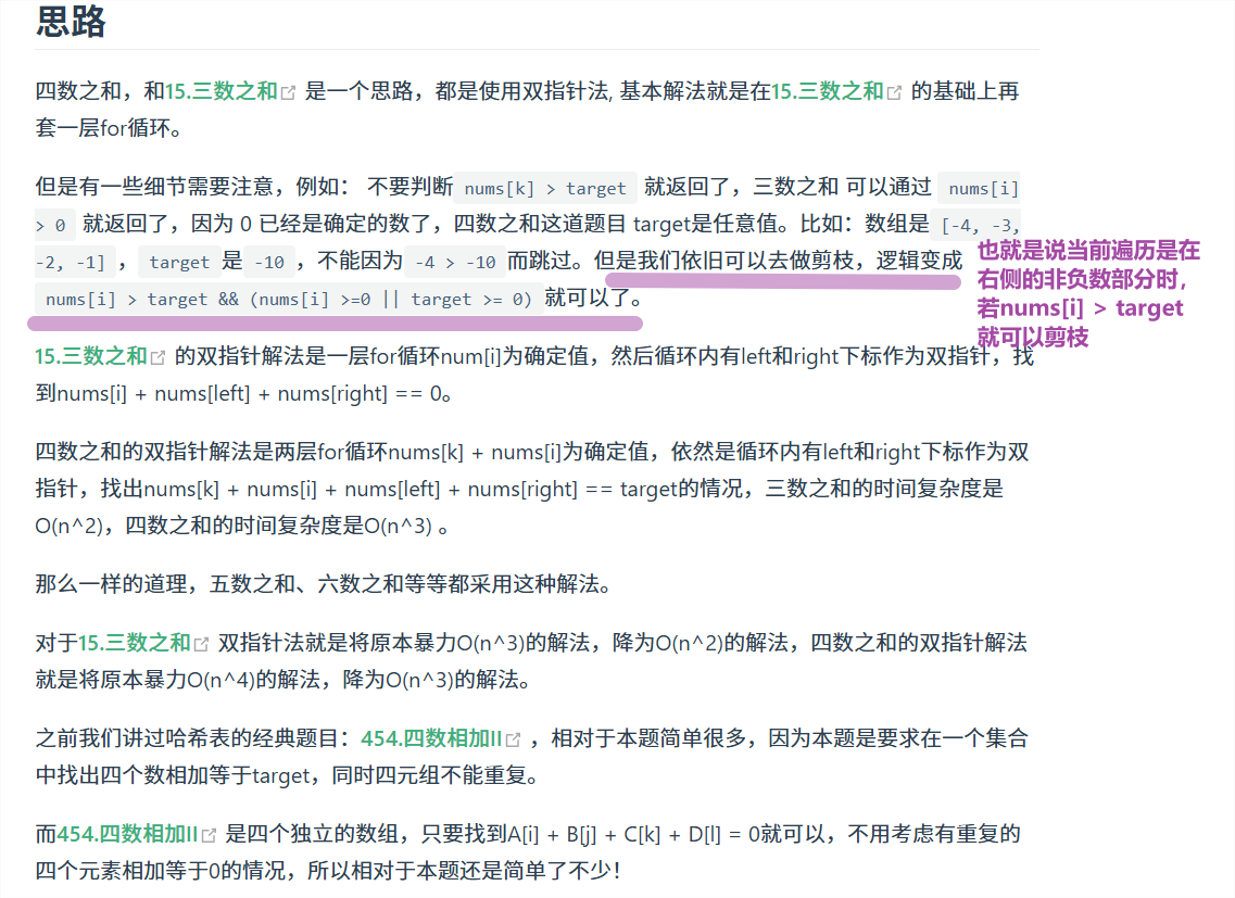 思路
四数之和，和15.三数之和 是一个思路，都是使用双指针法, 基本解法就是在15.三数之和 的基础上再
套一层for循环。
但是有一些细节需要注意，例如： 不要判断 nums[k] > target 就返回了，三数之和 可以通过 nums[i]
> 0 就返回了，因为 0 已经是确定的数了，四数之和这道题目 target是任意值。比如：数组是 [-4, -3,
-2, -1] ， target 是 -10 ，不能因为 -4 > -10 而跳过。但是我们依旧可以去做剪枝，逻辑变成
nums[i] > target && (nums[i] >=0 || target >= 0) 就可以了。
也就是说当前遍历是在
右侧的非负数部分时，
若nums[i] > target
就可以剪枝
15.三数之和 的双指针解法是一层for循环num[i]为确定值，然后循环内有left和right下标作为双指针，找
到nums[i] + nums[left] + nums[right] == 0。
四数之和的双指针解法是两层for循环nums[k] + nums[i]为确定值，依然是循环内有left和right下标作为双
指针，找出nums[k] + nums[i] + nums[left] + nums[right] == target的情况，三数之和的时间复杂度是
O(n^2)，四数之和的时间复杂度是O(n^3) 。
那么一样的道理，五数之和、六数之和等等都采用这种解法。
对于15.三数之和 双指针法就是将原本暴力O(n^3)的解法，降为O(n^2)的解法，四数之和的双指针解法
就是将原本暴力O(n^4)的解法，降为O(n^3)的解法。
之前我们讲过哈希表的经典题目：454.四数相加II ，相对于本题简单很多，因为本题是要求在一个集合
中找出四个数相加等于target，同时四元组不能重复。
而454.四数相加II 是四个独立的数组，只要找到A[i] + B[j] + C[k] + D[l] = 0就可以，不用考虑有重复的
四个元素相加等于0的情况，所以相对于本题还是简单了不少！